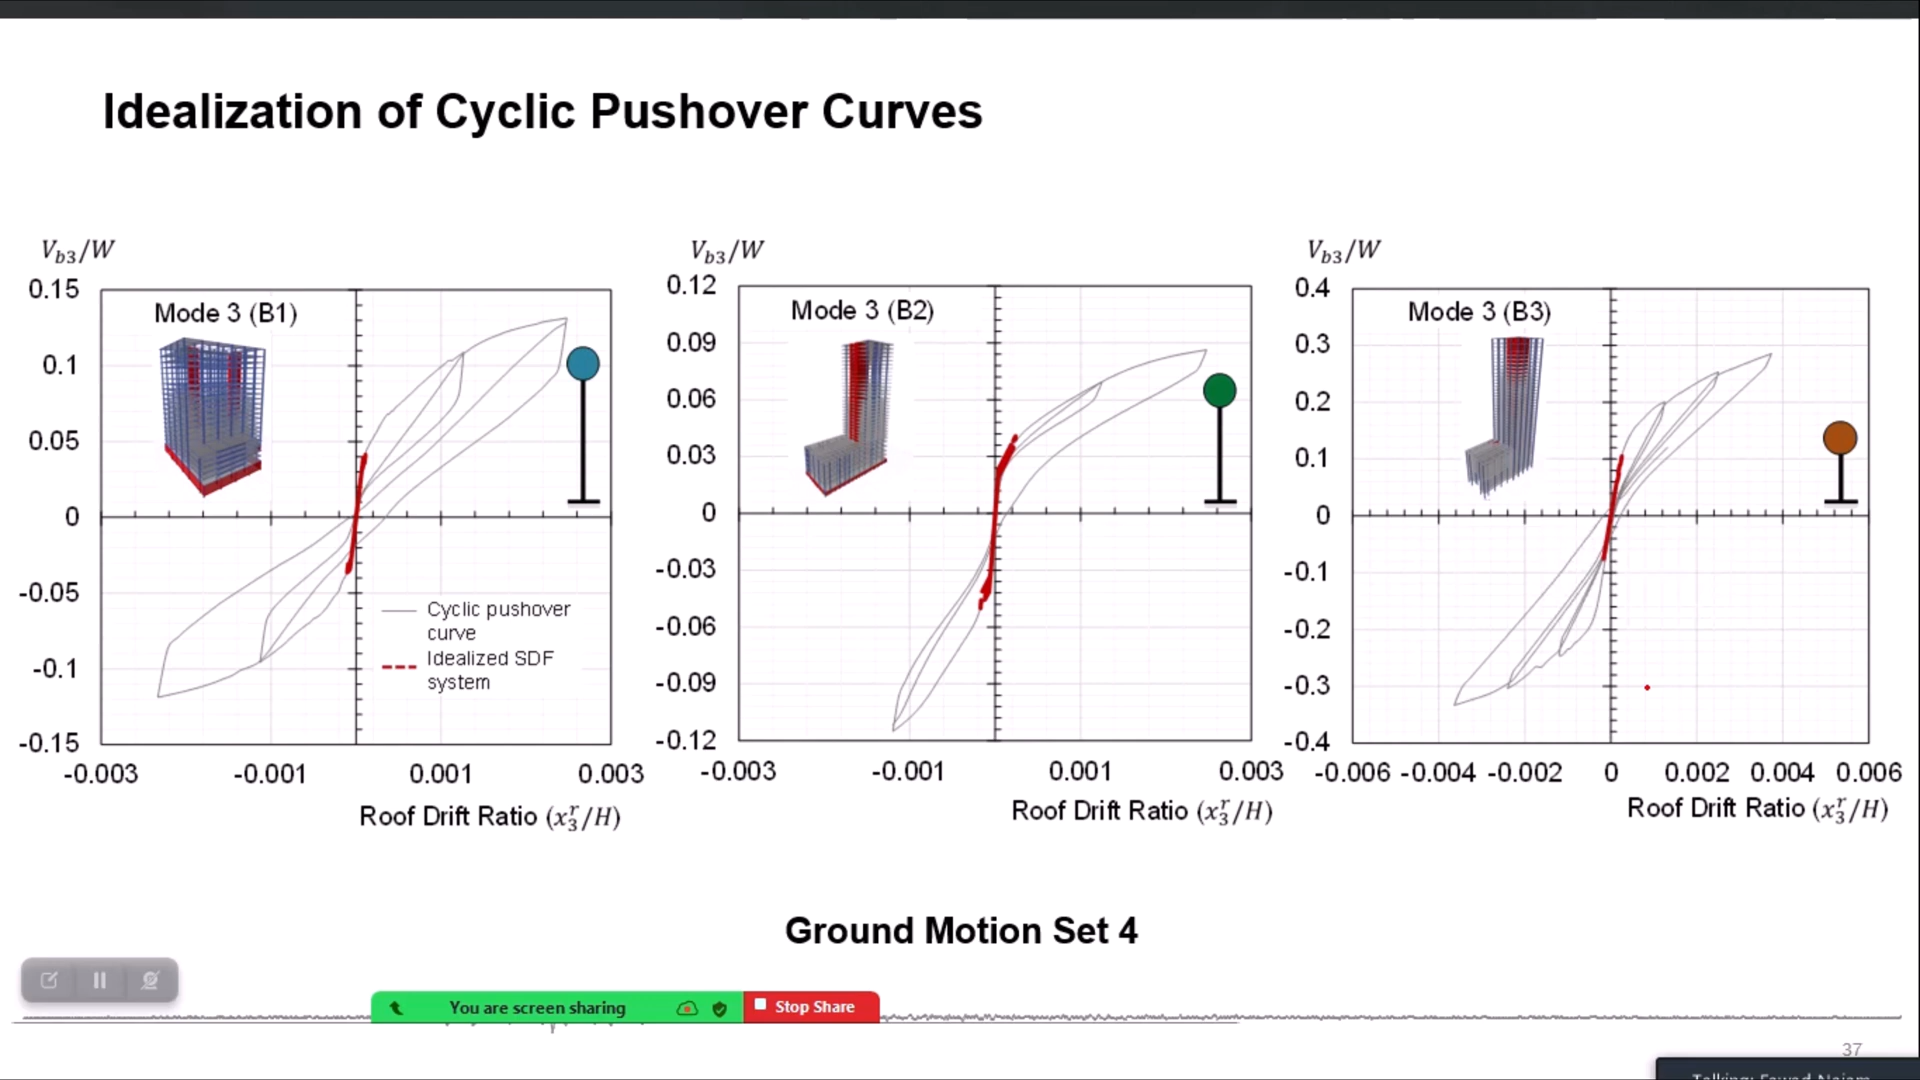 Idealization of Cyclic Pushover Curves
V_b3/W
0.15
0.1
0.05
0
-0.05
-0.1
-0.15
Mode 3 (B1)
Cyclic pushover
curve
Idealized SDF
system
-0.003
-0.001
0.001
0.003
Roof Drift Ratio (x_3^r/H)
V_b3/W
0.12
0.09
0.06
0.03
0
-0.03
-0.06
-0.09
-0.12
Mode 3 (B2)
-0.003
-0.001
0.001
0.003
Roof Drift Ratio (x_3^r/H)
V_b3/W
0.4
0.3
0.2
0.1
0
-0.1
-0.2
-0.3
-0.4
Mode 3 (B3)
-0.006
-0.004
-0.002
0
0.002
0.004
0.006
Roof Drift Ratio (x_3^r/H)
Ground Motion Set 4
You are screen sharing
Stop Share
37